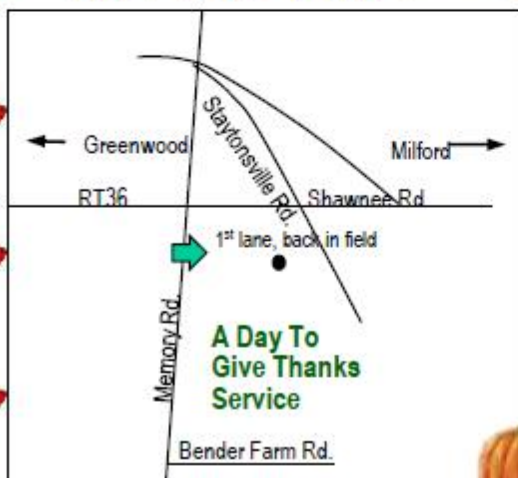 Greenwood
Milford
Staytonsville Rd.
RT36
Shawnee Rd.
1st lane, back in field
Memory Rd.
A Day To
Give Thanks
Service
Bender Farm Rd.